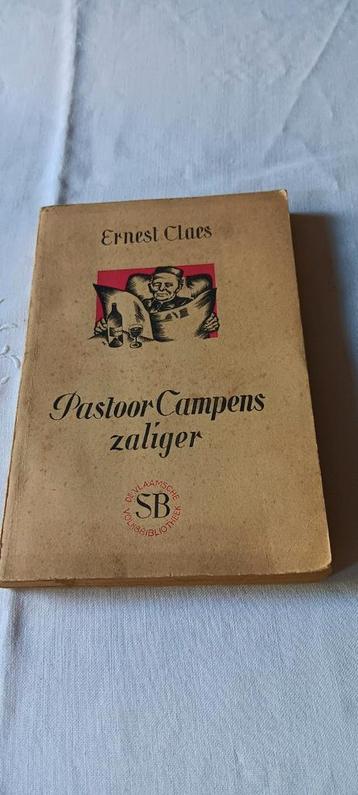 Ernest Claes
Pastoor Campens
zaliger
DE VLAAMSCHE
SB
VOLKSBIBLIOTHEEK